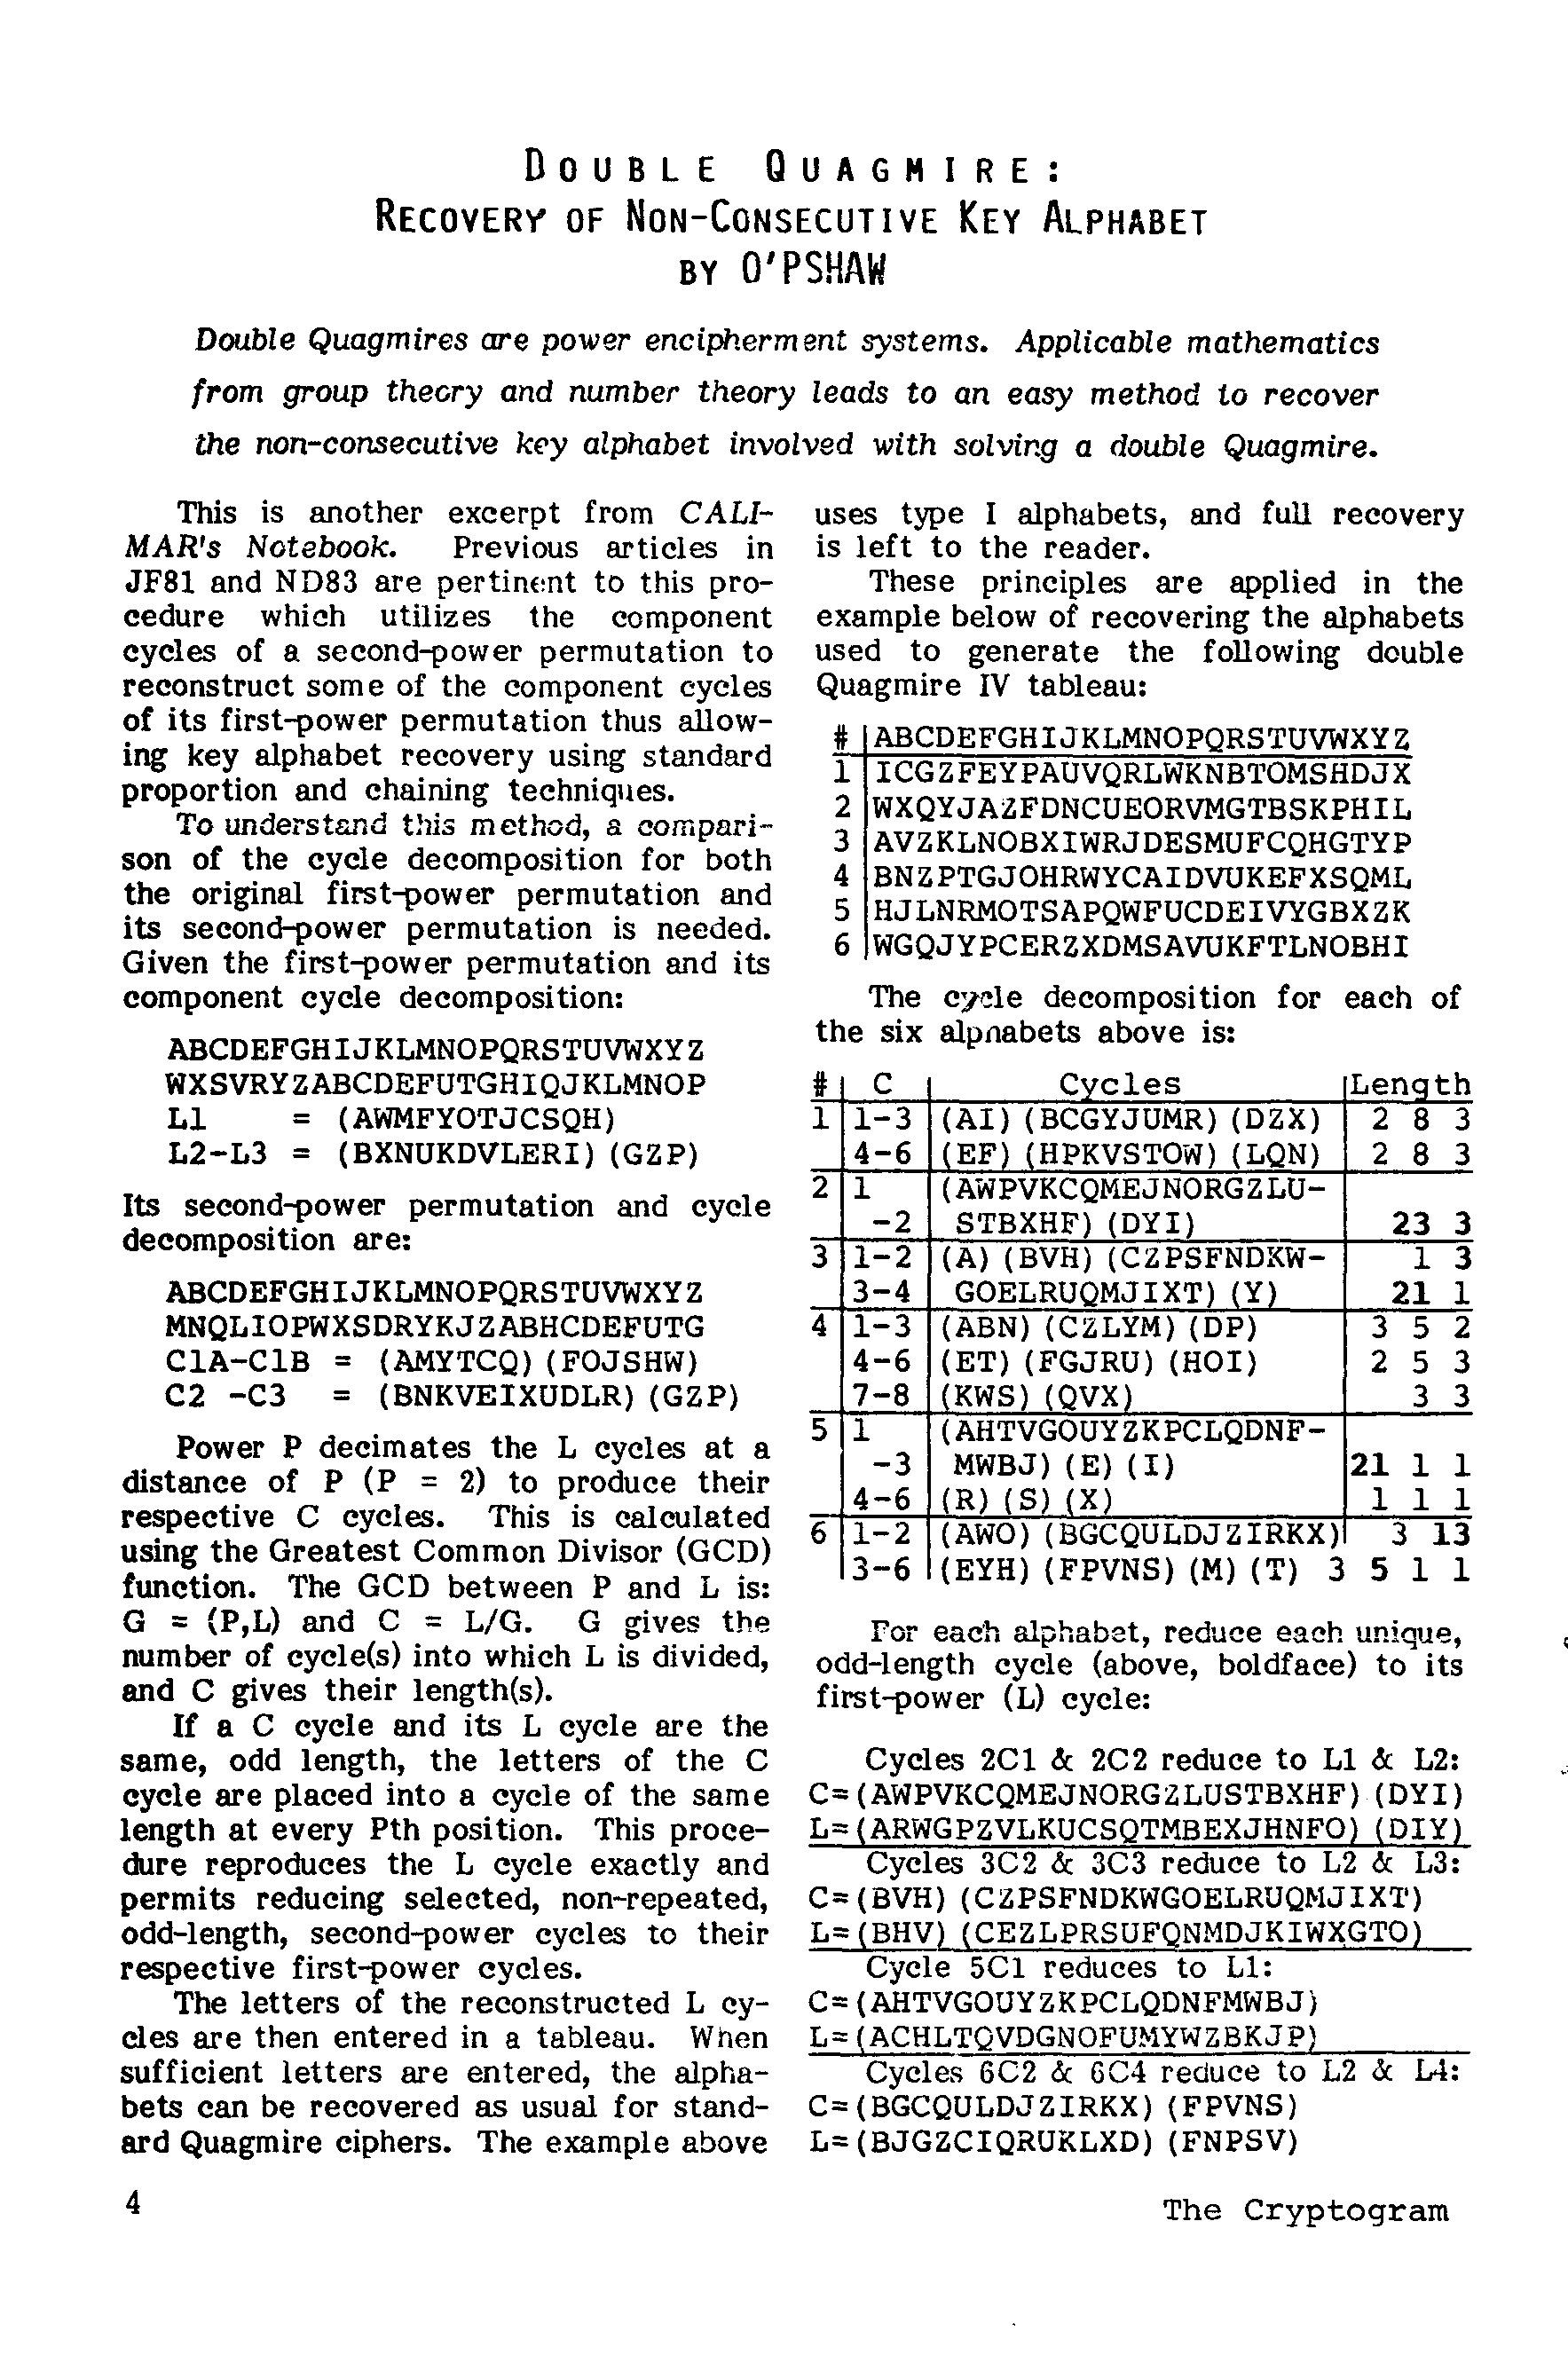 DOUBLE QUAGMIRE:
RECOVERY OF NON-CONSECUTIVE KEY ALPHABET
BY O'PSHAW
Double Quagmires are power encipherment systems. Applicable mathematics
from group theory and number theory leads to an easy method to recover
the non-consecutive key alphabet involved with solving a double Quagmire.
This is another excerpt from CALI-
MAR's Notebook. Previous articles in
JF81 and ND83 are pertinent to this pro-
cedure which utilizes the component
cycles of a second-power permutation to
reconstruct some of the component cycles
of its first-power permutation thus allow-
ing key alphabet recovery using standard
proportion and chaining techniques.
To understand this method, a compari-
son of the cycle decomposition for both
the original first-power permutation and
its second-power permutation is needed.
Given the first-power permutation and its
component cycle decomposition:
ABCDEFGHIJKLMNOPQRSTUVWXYZ
WXSVRYZABCDEFUTGHIQJKLMNOP
L1 = (AWMFYOTJCSQH)
L2-L3 = (BXNUKDVLERI) (GZP)
Its second-power permutation and cycle
decomposition are:
ABCDEFGHIJKLMNOPQRSTUVWXYZ
MNQLIOPWXSDRYKJZABHCDEFUTG
C1A-C1B = (AMYTCQ) (FOJSHW)
C2 -C3 = (BNKVEIXUDLR) (GZP)
Power P decimates the L cycles at a
distance of P (P = 2) to produce their
respective C cycles. This is calculated
using the Greatest Common Divisor (GCD)
function. The GCD between P and L is:
G = (P,L) and C = L/G. G gives the
number of cycle(s) into which L is divided,
and C gives their length(s).
If a C cycle and its L cycle are the
same, odd length, the letters of the C
cycle are placed into a cycle of the same
length at every Pth position. This proce-
dure reproduces the L cycle exactly and
permits reducing selected, non-repeated,
odd-length, second-power cycles to their
respective first-power cycles.
The letters of the reconstructed L cy-
cles are then entered in a tableau. When
sufficient letters are entered, the alpha-
bets can be recovered as usual for stand-
ard Quagmire ciphers. The example above
uses type I alphabets, and full recovery
is left to the reader.
These principles are applied in the
example below of recovering the alphabets
used to generate the following double
Quagmire IV tableau:
# ABCDEFGHIJKLMNOPQRSTUVWXYZ
1 ICGZFEYPAUVQRLWKNBTOMSHDJX
2 WXQYJAZFDNCUEORVMGTBSKPHIL
3 AVZKLNOBXIWRJDESMUFCQHGTYP
4 BNZPTGJOHRWYCAIDVUKEFXSQML
5 HJLNRMOTSAPQWFUCDEIVYGBXZK
6 WGQJYPCERZXDMSAVUKFTLNOBHI
The cycle decomposition for each of
the six alphabets above is:
# C Cycles Length
1 1-3 (AI) (BCGYJUMR) (DZX) 2 8 3
4-6 (EF) (HPKVSTOW) (LQN) 2 8 3
2 1 (AWPVKCQMEJNORGZLU-
-2 STBXHF) (DYI) 23 3
3 1-2 (A) (BVH) (CZPSFNDKW- 1 3
3-4 GOELRUQMJIXT) (Y) 21 1
4 1-3 (ABN) (CZLYM) (DP) 3 5 2
4-6 (ET) (FGJRU) (HOI) 2 5 3
7-8 (KWS) (QVX) 3 3
5 1 (AHTVGOUYZKPCLQDNF-
-3 MWBJ) (E) (I) 21 1 1
4-6 (R) (S) (X) 1 1 1
6 1-2 (AWO) (BGCQULDJZIRKX) 3 13
3-6 (EYH) (FPVNS) (M) (T) 3 5 1 1
For each alphabet, reduce each unique,
odd-length cycle (above, boldface) to its
first-power (L) cycle:
Cycles 2C1 & 2C2 reduce to L1 & L2:
C=(AWPVKCQMEJNORGZLUSTBXHF) (DYI)
L=(ARWGPZVLKUCSQTMBEXJHNFO) (DIY)
Cycles 3C2 & 3C3 reduce to L2 & L3:
C=(BVH) (CZPSFNDKWGOELRUQMJIXT)
L=(BHV) (CEZLPRSUFQNMDJKIWXGTO)
Cycle 5C1 reduces to L1:
C=(AHTVGOUYZKPCLQDNFMWBJ)
L=(ACHLTQVDGNOFUMYWZBKJP)
Cycles 6C2 & 6C4 reduce to L2 & L4:
C=(BGCQULDJZIRKX) (FPVNS)
L=(BJGZCIQRUKLXD) (FNPSV)
4
The Cryptogram